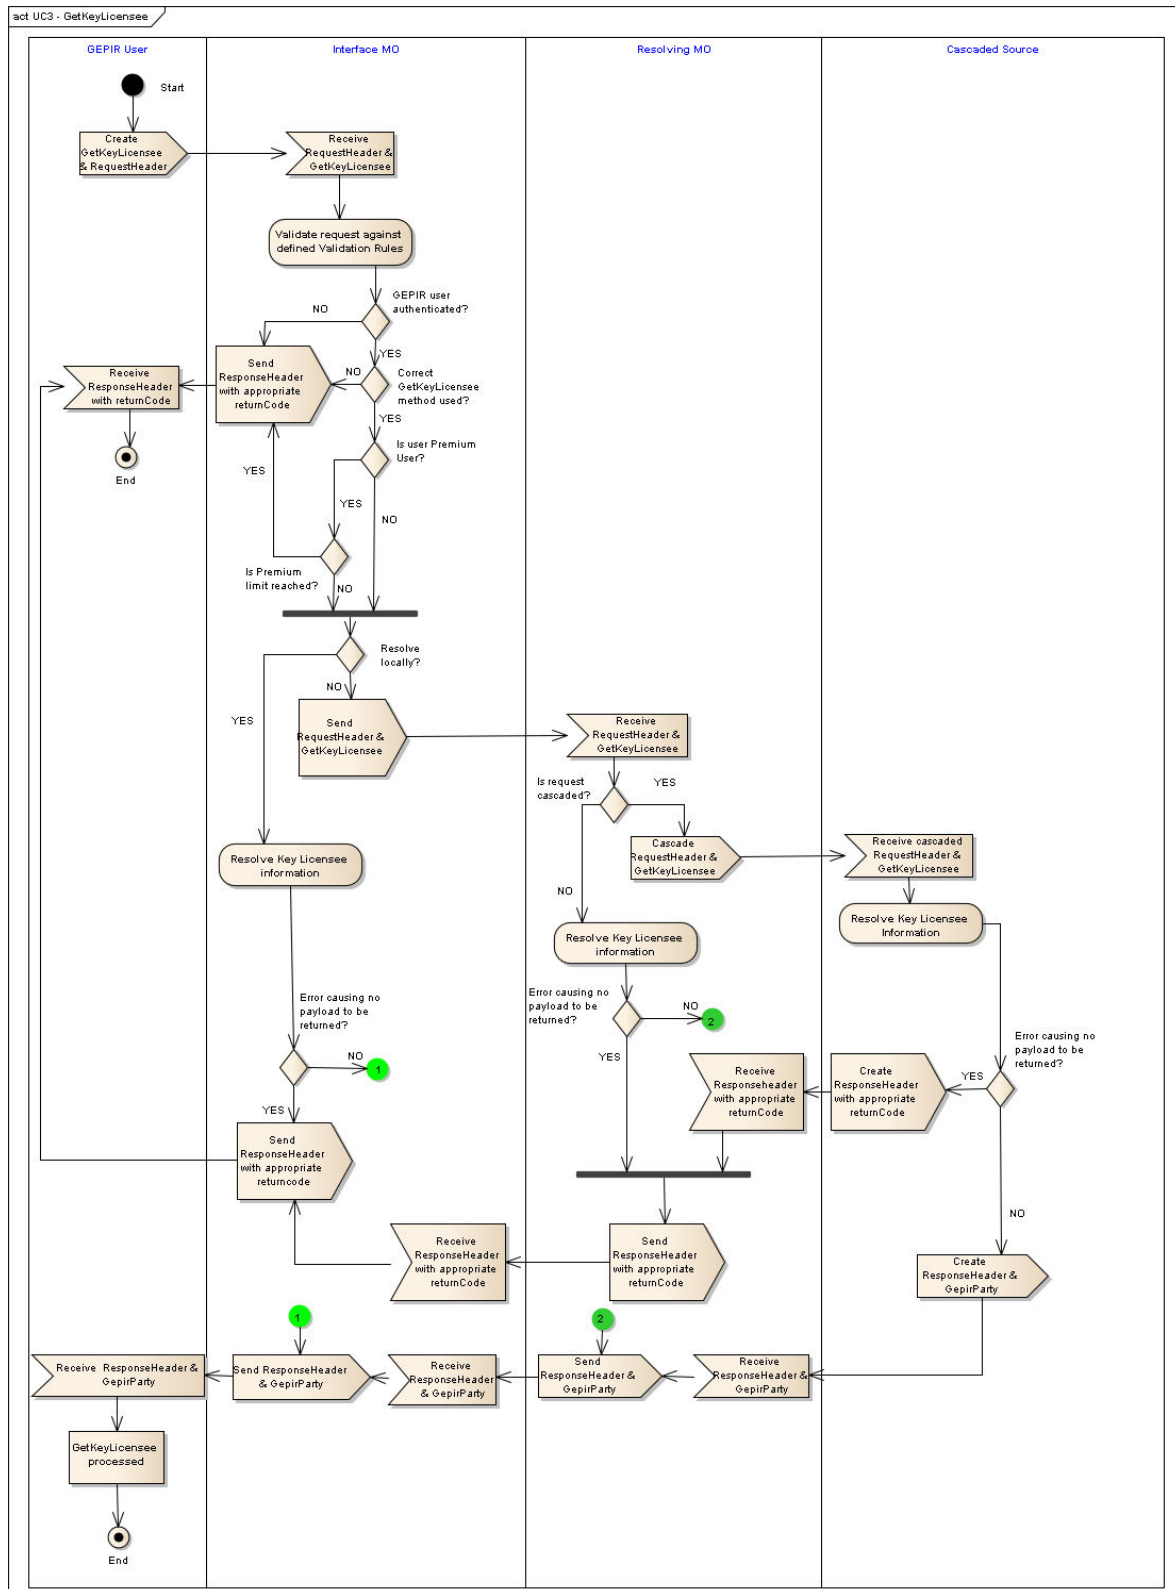 act UC3 - GetKeyLicensee
GEPIR User
Interface MO
Resolving MO
Cascaded Source
Start
Create
GetKeyLicensee
& RequestHeader
Receive
RequestHeader &
GetKeyLicensee
Validate request against
defined Validation Rules
GEPIR user
authenticated?
NO
YES
Send
ResponseHeader
with appropriate
returnCode
Receive
ResponseHeader
with returnCode
End
NO
Correct
GetKeyLicensee
method used?
YES
Is user Premium
User?
YES
YES
NO
Is Premium
limit reached?
NO
Resolve
locally?
NO
YES
Send
RequestHeader &
GetKeyLicensee
Receive
RequestHeader &
GetKeyLicensee
Is request
cascaded?
YES
Cascade
RequestHeader &
GetKeyLicensee
Receive cascaded
RequestHeader &
GetKeyLicensee
Resolve Key Licensee
information
NO
Resolve Key Licensee
information
Resolve Key Licensee
Information
Error causing no
payload to be
returned?
NO
1
YES
Error causing no
payload to be
returned?
NO
2
YES
Error causing no
payload to be
returned?
YES
NO
Create
ResponseHeader
with appropriate
returnCode
Receive
Responseheader
with appropriate
returnCode
Send
ResponseHeader
with appropriate
returncode
Receive
ResponseHeader
with appropriate
returnCode
Send
ResponseHeader
with appropriate
returnCode
Create
ResponseHeader &
GepirParty
1
2
Receive ResponseHeader &
GepirParty
Send ResponseHeader
& GepirParty
Receive
ResponseHeader
& GepirParty
Send
ResponseHeader &
GepirParty
Receive
ResponseHeader &
GepirParty
GetKeyLicensee
processed
End